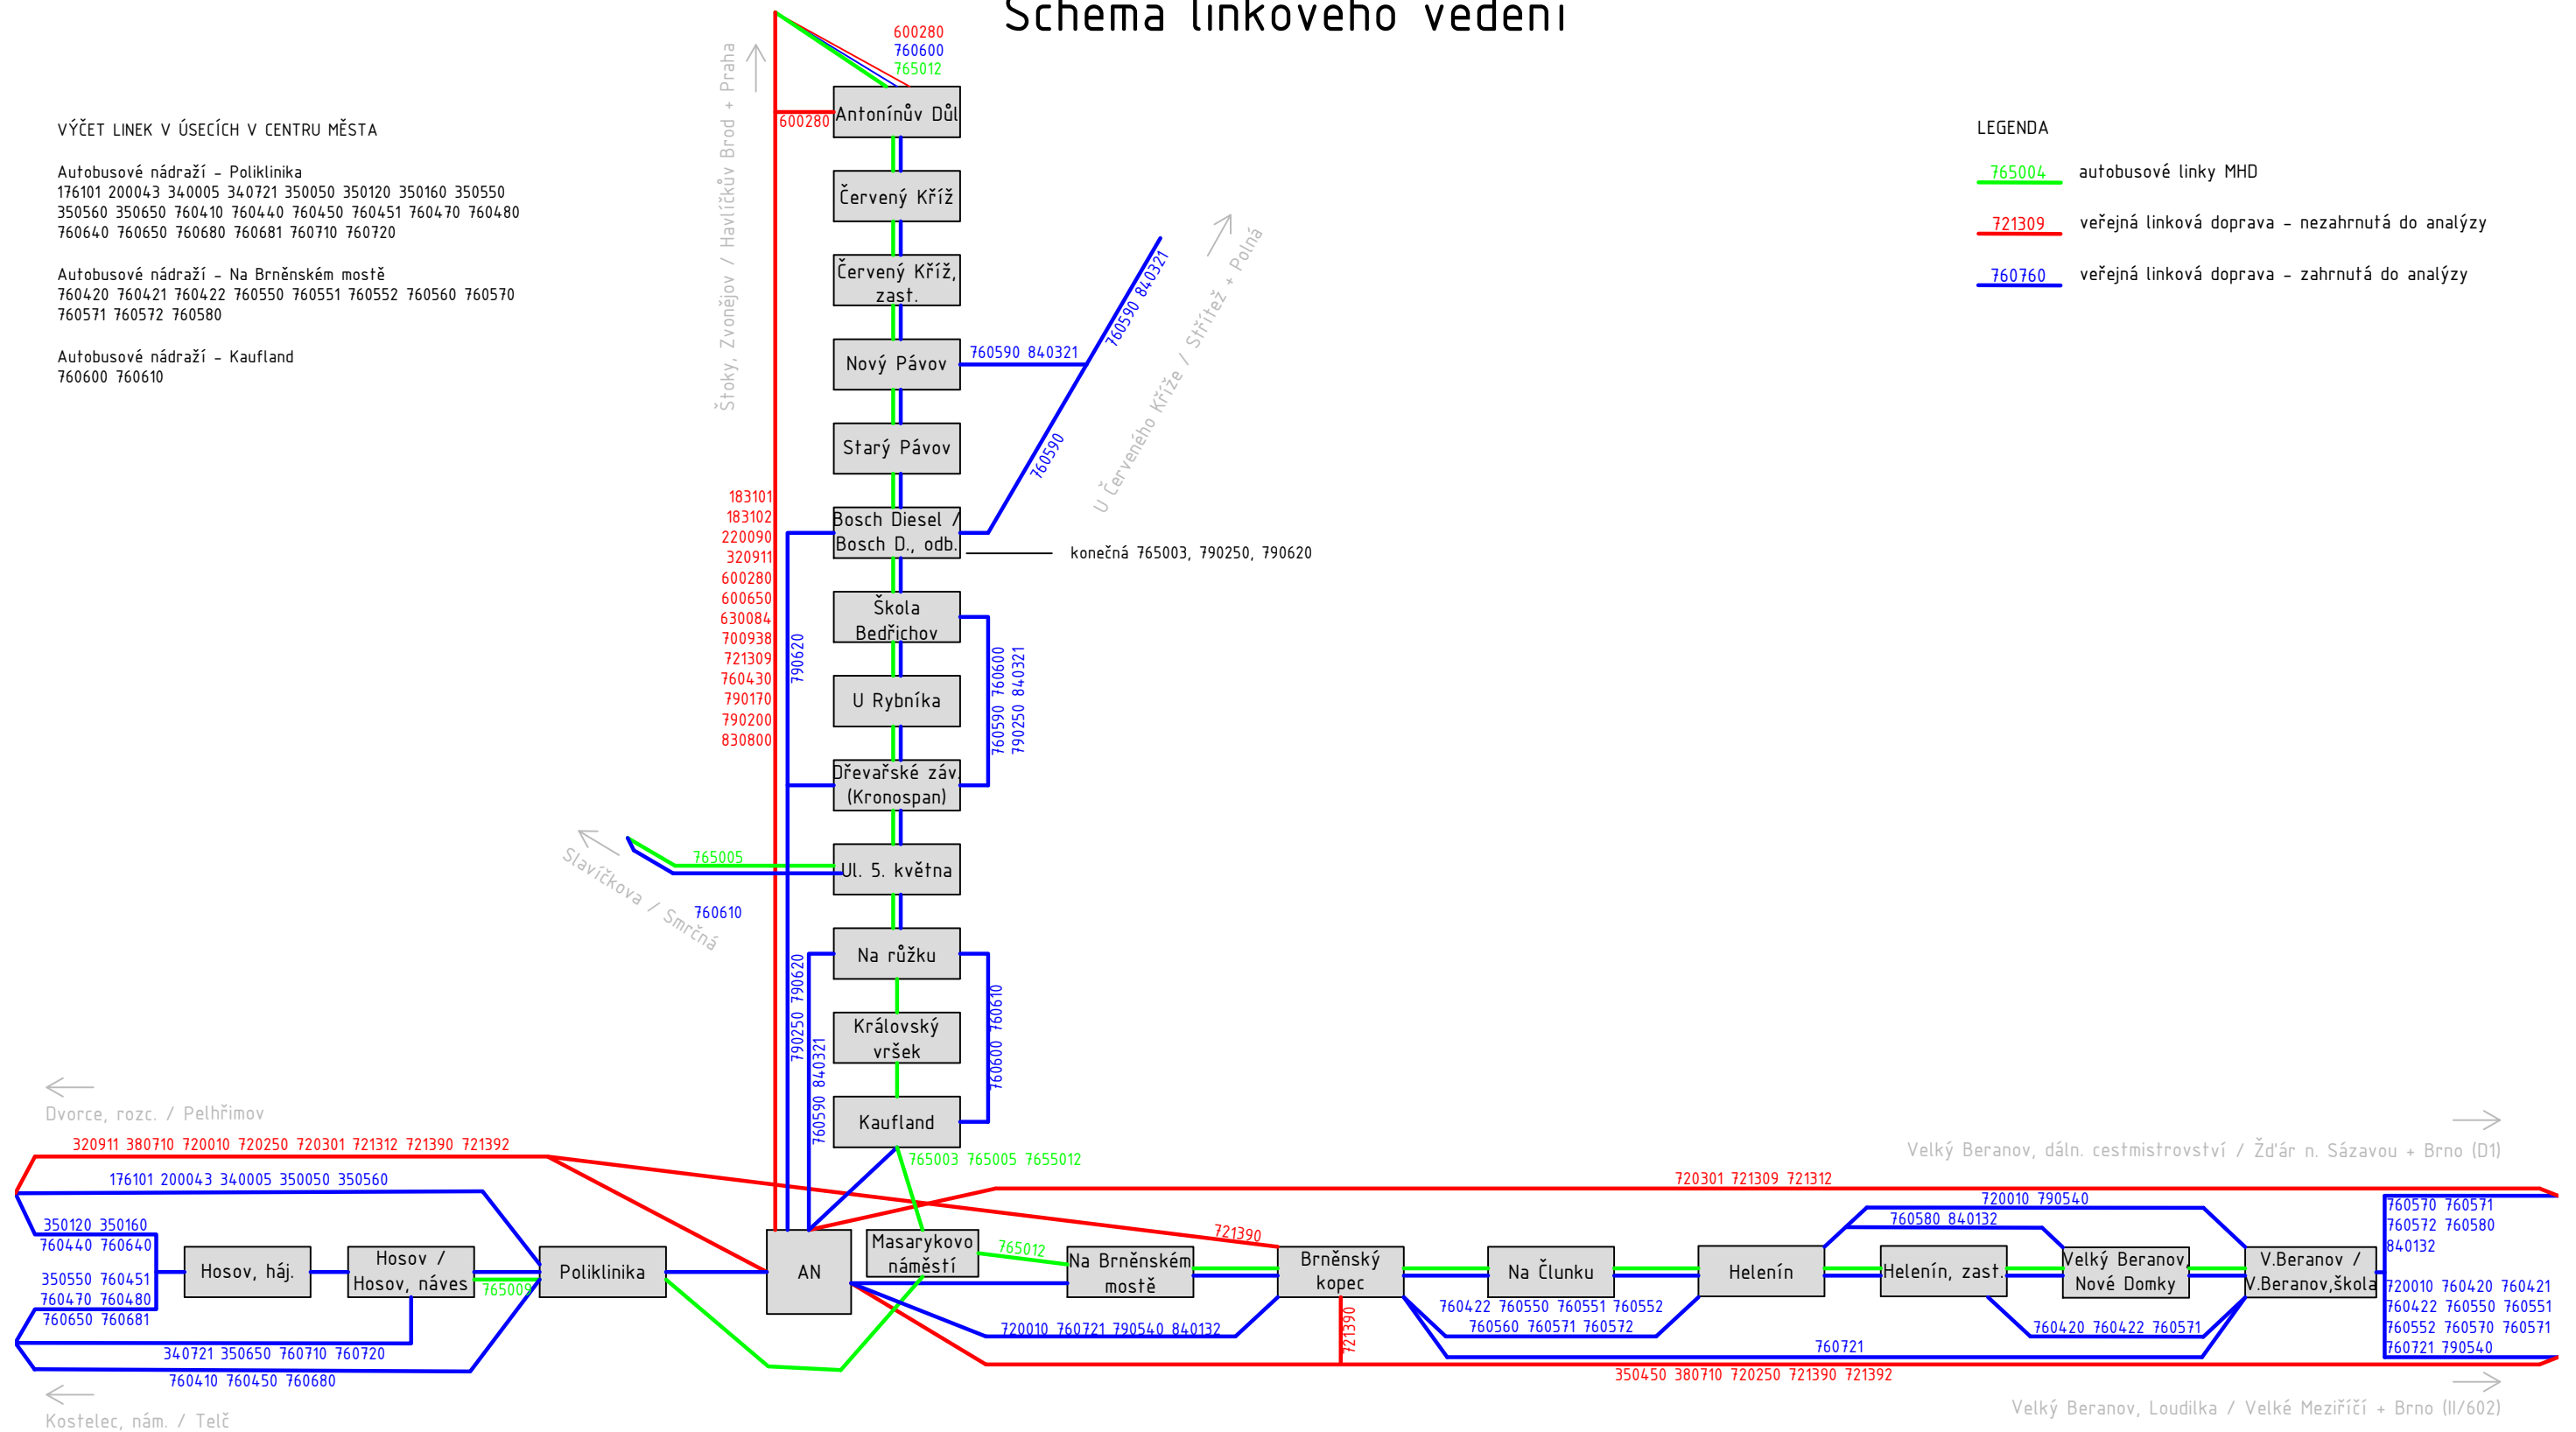 Schema linkového vedení
VÝČET LINEK V ÚSECÍCH V CENTRU MĚSTA
Autobusové nádraží – Poliklinika
176101 200043 340005 340721 350050 350120 350160 350550
350560 350650 760410 760440 760450 760451 760470 760480
760640 760650 760680 760681 760710 760720
Autobusové nádraží – Na Brněnském mostě
760420 760421 760422 760550 760551 760552 760560 760570
760571 760572 760580
Autobusové nádraží – Kaufland
760600 760610
LEGENDA
765004 autobusové linky MHD
721309 veřejná linková doprava – nezahrnutá do analýzy
760760 veřejná linková doprava – zahrnutá do analýzy
Štoky, Zvonějov / Havlíčkův Brod + Praha
600280
760600
765012
600280
Antonínův Důl
Červený Kříž
Červený Kříž,
zast.
Nový Pávov
760590 840321
760590 840321
760590
U Červeného Kříže / Střítež + Polná
Starý Pávov
Bosch Diesel /
Bosch D., odb.
konečná 765003, 790250, 790620
183101
183102
220090
320911
600280
600650
630084
700938
721309
760430
790170
790200
830800
790620
Škola
Bedřichov
U Rybníka
760590 760600
790250 840321
Dřevařské záv.
(Kronospan)
765005
Ul. 5. května
760610
Slavíčkova / Smrčná
Na růžku
790250 790620
760590 840321
760600 760610
Královský
vršek
Kaufland
765003 765005 7655012
Dvorce, rozc. / Pelhřimov
320911 380710 720010 720250 720301 721312 721390 721392
176101 200043 340005 350050 350560
350120 350160
760440 760640
350550 760451
760470 760480
760650 760681
Hosov, háj.
Hosov /
Hosov, náves
765009
Poliklinika
340721 350650 760710 760720
760410 760450 760680
Kostelec, nám. / Telč
AN
Masarykovo
náměstí
765012
Na Brněnském
mostě
721390
Brněnský
kopec
721390
720010 760721 790540 840132
Na Člunku
760422 760550 760551 760552
760560 760571 760572
Helenín
720301 721309 721312
720010 790540
760580 840132
Helenín, zast.
Velký Beranov,
Nové Domky
760420 760422 760571
760721
350450 380710 720250 721390 721392
V.Beranov /
V.Beranov,škola
Velký Beranov, dáln. cestmistrovství / Žďár n. Sázavou + Brno (D1)
760570 760571
760572 760580
840132
720010 760420 760421
760422 760550 760551
760552 760570 760571
760721 790540
Velký Beranov, Loudilka / Velké Meziříčí + Brno (II/602)